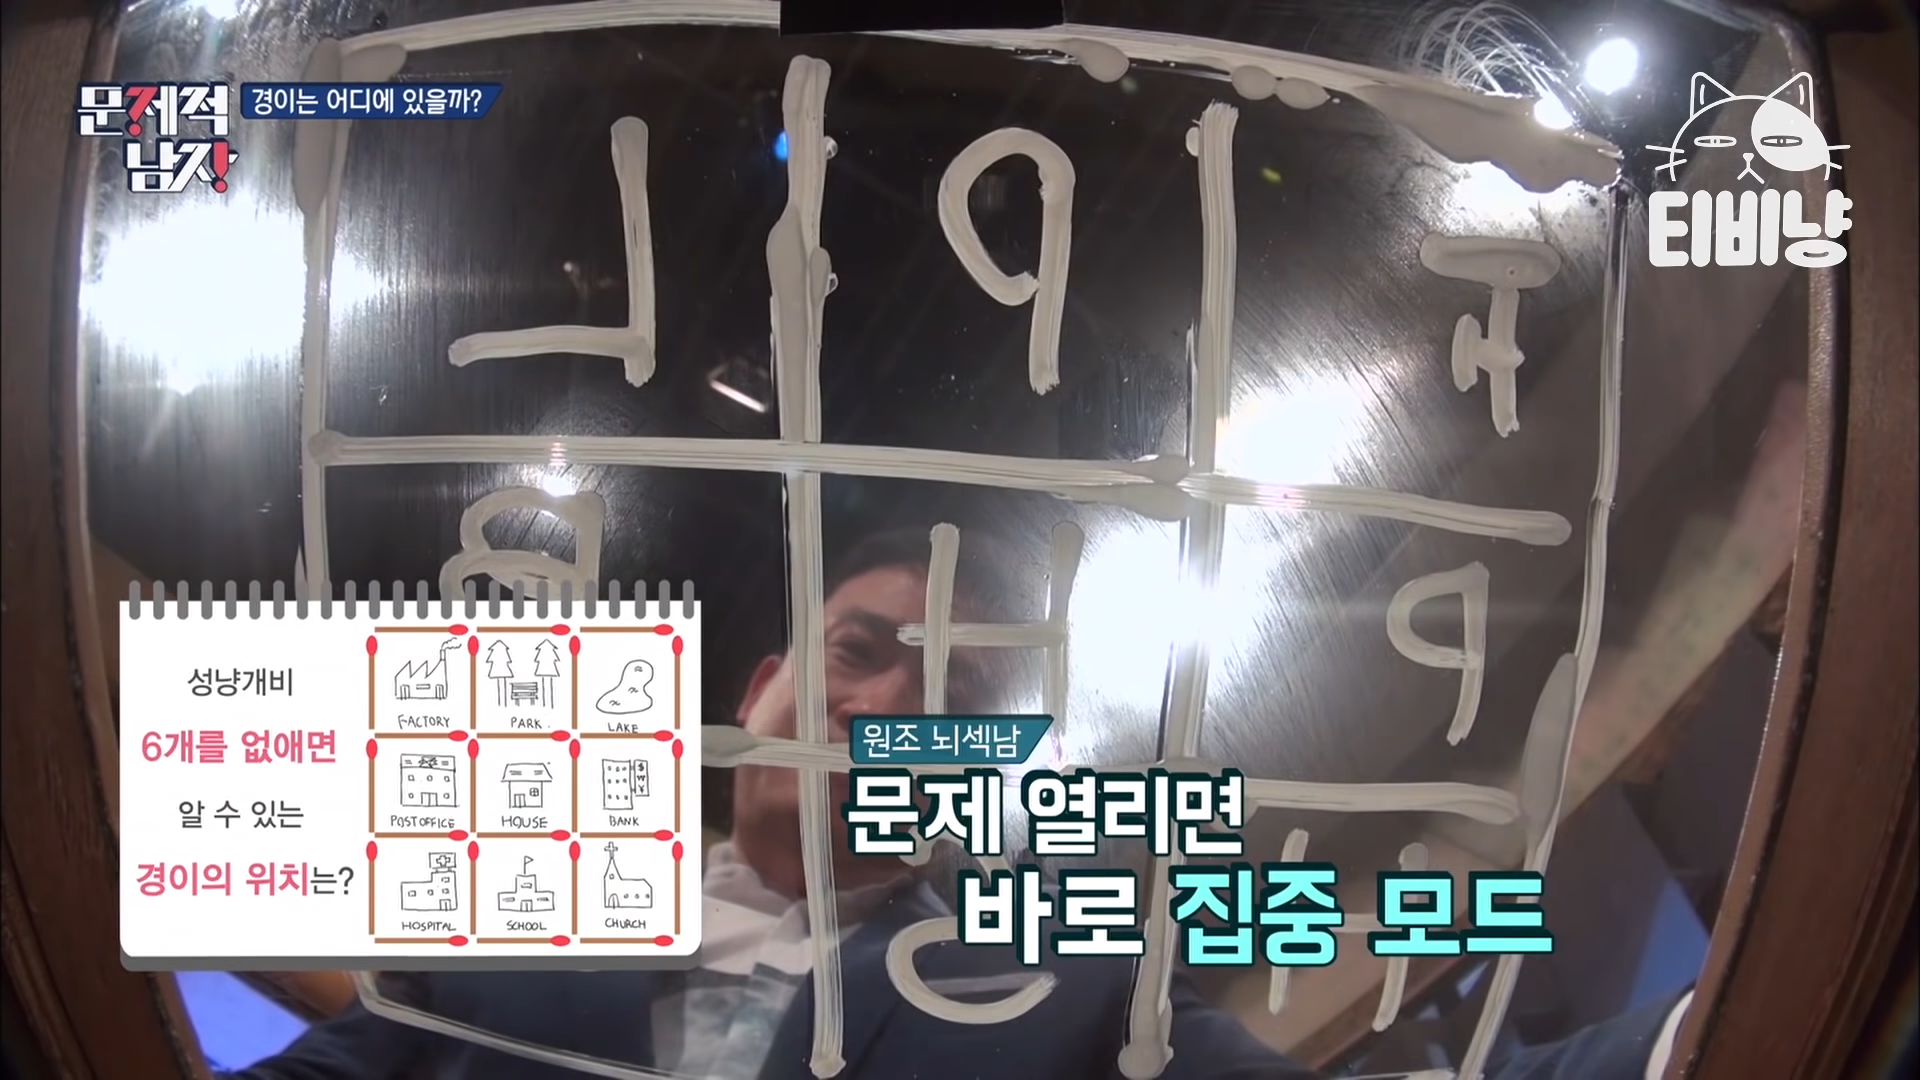 문제적
남자
경이는 어디에 있을까?
티비냥
성냥개비
6개를 없애면
알 수 있는
경이의 위치는?
FACTORY
PARK.
LAKE
POST OFFICE
HOUSE
BANK
HOSPITAL
SCHOOL
CHURCH
원조 뇌섹남
문제 열리면
바로 집중 모드